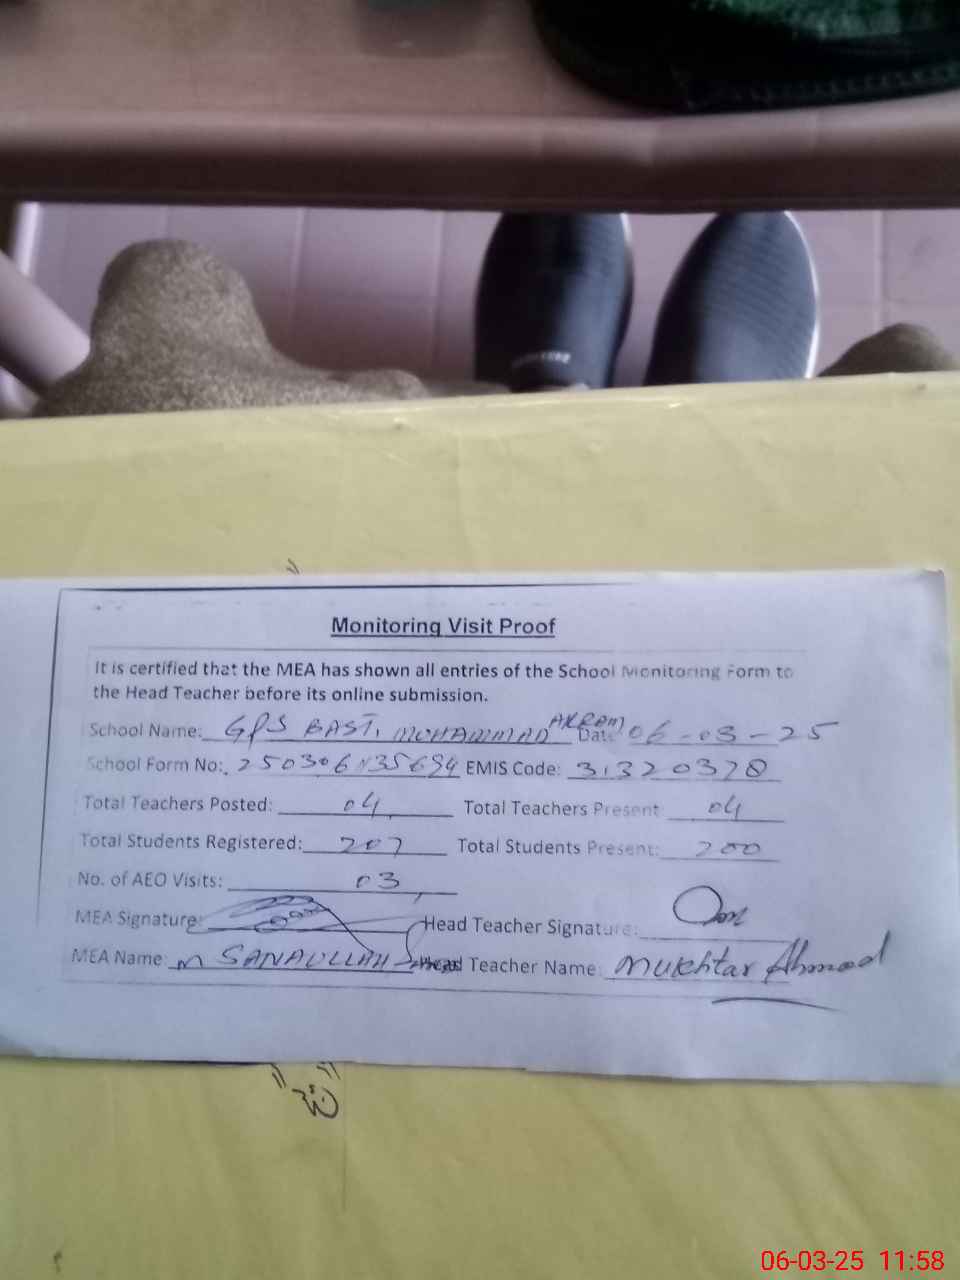 Monitoring Visit Proof
It is certified that the MEA has shown all entries of the School Monitoring Form to
the Head Teacher before its online submission.
School Name: GPS BASTI MOHAMMAD AKRAM Date 06-03-25
School Form No: EMIS Code: 31320378
Total Teachers Posted: 04 Total Teachers Present: 04
Total Students Registered: 207 Total Students Present: 200
No. of AEO Visits: 03
MEA Signature: Head Teacher Signature:
MEA Name: M SANAULLAH Head Teacher Name: Mukhtar Ahmad
06-03-25 11:58